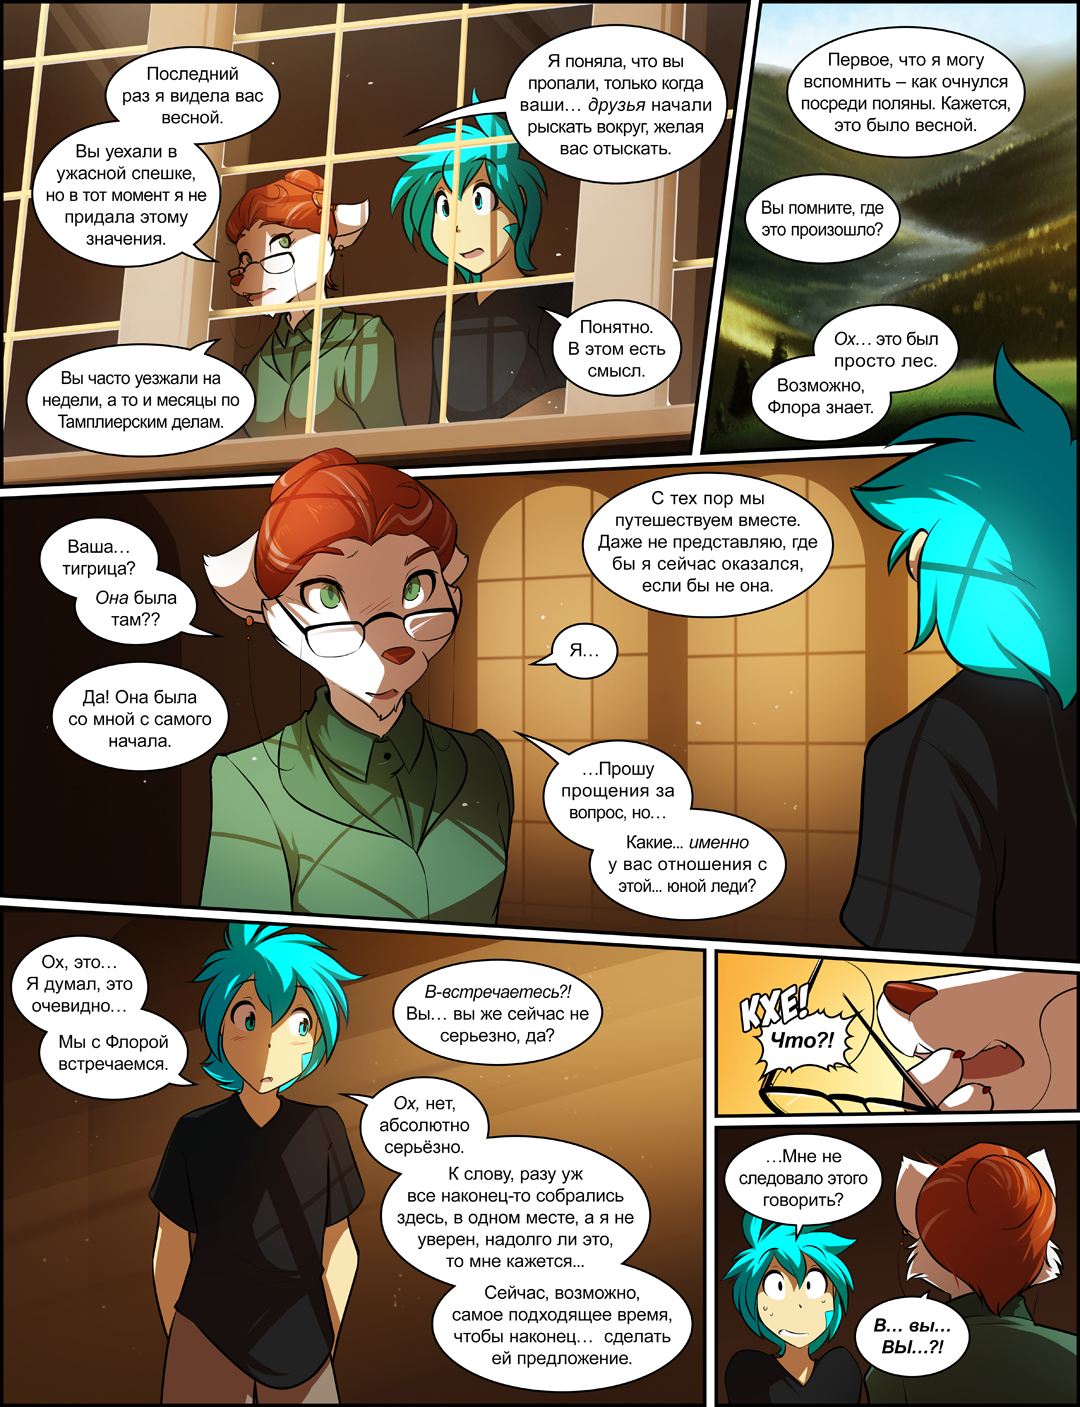 Последний
раз я видела вас
весной.
Вы уехали в
ужасной спешке,
но в тот момент я не
придала этому
значения.
Я поняла, что вы
пропали, только когда
ваши... друзья начали
рыскать вокруг, желая
вас отыскать.
Понятно.
В этом есть
смысл.
Вы часто уезжали на
недели, а то и месяцы по
Тамплиерским делам.
Первое, что я могу
вспомнить – как очнулся
посреди поляны. Кажется,
это было весной.
Вы помните, где
это произошло?
Ох... это был
просто лес.
Возможно,
Флора знает.
Ваша...
тигрица?
Она была
там??
Да! Она была
со мной с самого
начала.
С тех пор мы
путешествуем вместе.
Даже не представляю, где
бы я сейчас оказался,
если бы не она.
Я...
...Прошу
прощения за
вопрос, но...
Какие... именно
у вас отношения с
этой... юной леди?
Ох, это...
Я думал, это
очевидно...
Мы с Флорой
встречаемся.
В-встречаетесь?!
Вы... вы же сейчас не
серьезно, да?
Ох, нет,
абсолютно
серьёзно.
К слову, разу уж
все наконец-то собрались
здесь, в одном месте, а я не
уверен, надолго ли это,
то мне кажется...
Сейчас, возможно,
самое подходящее время,
чтобы наконец... сделать
ей предложение.
КХЕ!
Что?!
...Мне не
следовало этого
говорить?
В... вы...
ВЫ...?!